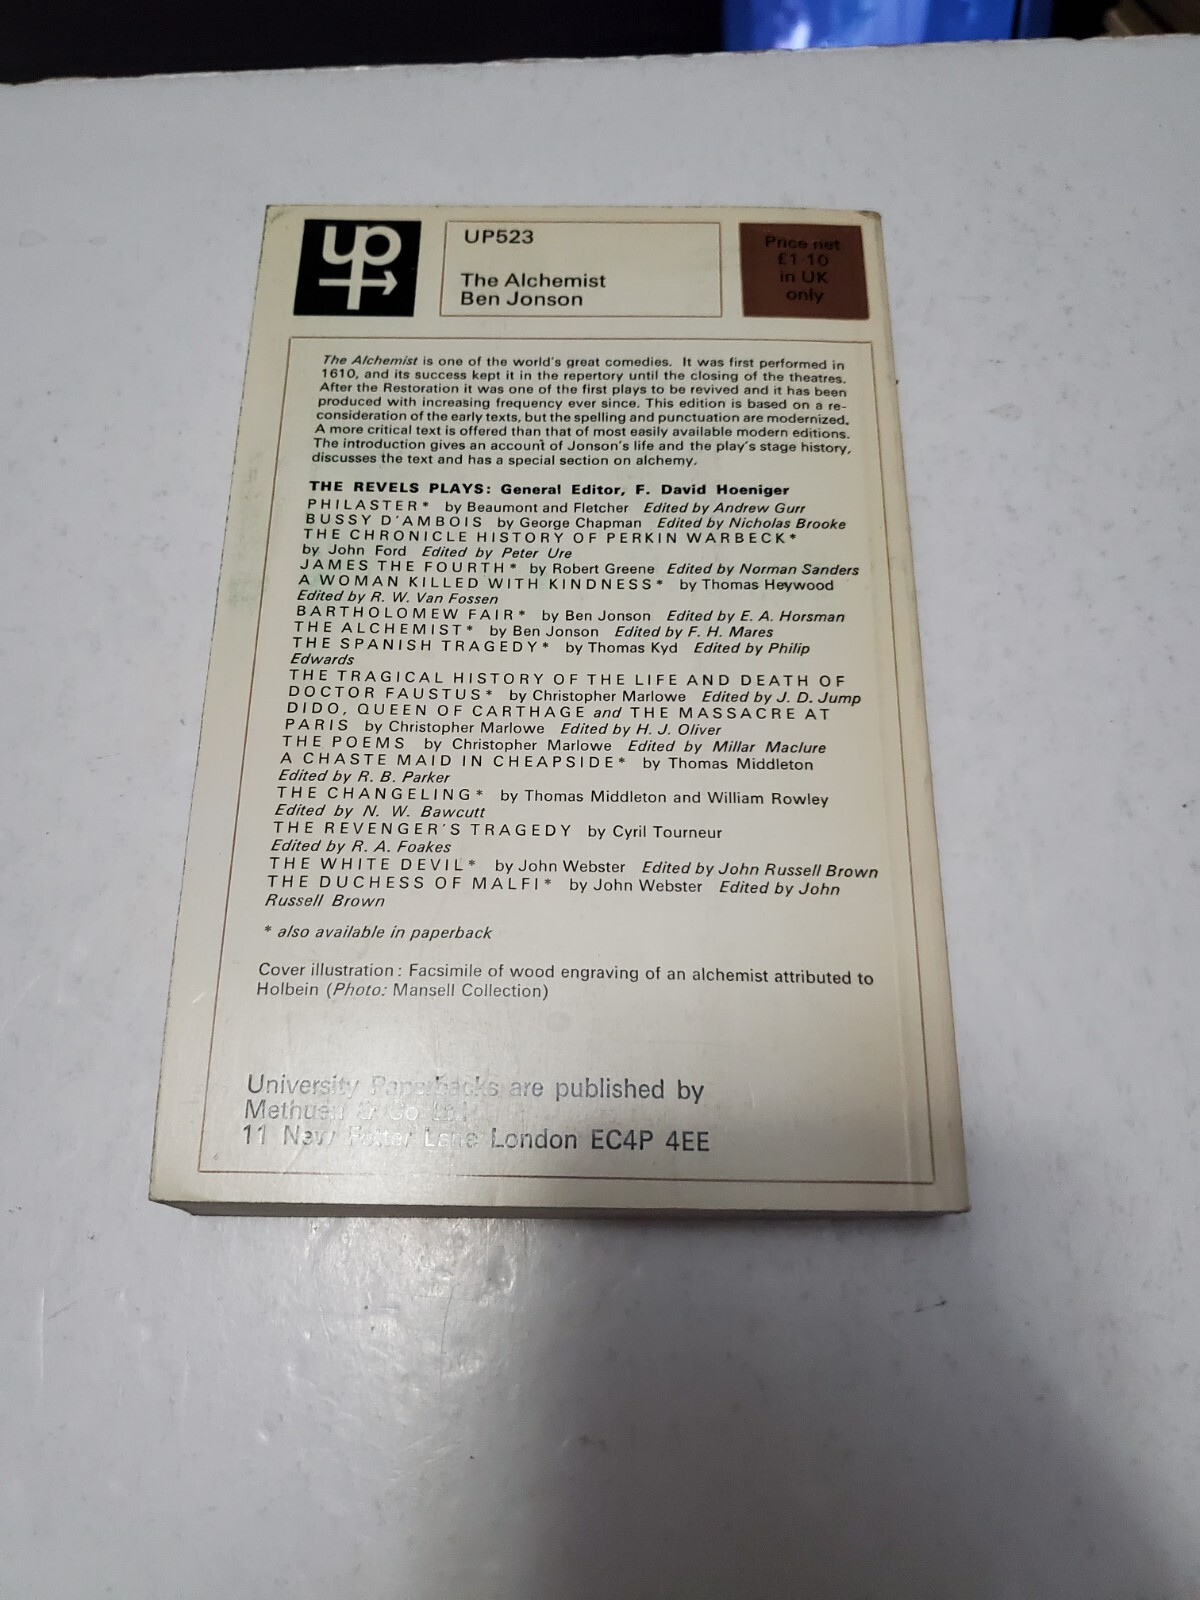 up
UP523
The Alchemist
Ben Jonson
Price net
£1·10
in UK
only
The Alchemist is one of the world's great comedies. It was first performed in
1610, and its success kept it in the repertory until the closing of the theatres.
After the Restoration it was one of the first plays to be revived and it has been
produced with increasing frequency ever since. This edition is based on a re-
consideration of the early texts, but the spelling and punctuation are modernized.
A more critical text is offered than that of most easily available modern editions.
The introduction gives an account of Jonson's life and the play's stage history,
discusses the text and has a special section on alchemy.
THE REVELS PLAYS: General Editor, F. David Hoeniger
PHILASTER* by Beaumont and Fletcher Edited by Andrew Gurr
BUSSY D'AMBOIS by George Chapman Edited by Nicholas Brooke
THE CHRONICLE HISTORY OF PERKIN WARBECK*
by John Ford Edited by Peter Ure
JAMES THE FOURTH* by Robert Greene Edited by Norman Sanders
A WOMAN KILLED WITH KINDNESS* by Thomas Heywood
Edited by R. W. Van Fossen
BARTHOLOMEW FAIR* by Ben Jonson Edited by E. A. Horsman
THE ALCHEMIST* by Ben Jonson Edited by F. H. Mares
THE SPANISH TRAGEDY* by Thomas Kyd Edited by Philip
Edwards
THE TRAGICAL HISTORY OF THE LIFE AND DEATH OF
DOCTOR FAUSTUS* by Christopher Marlowe Edited by J. D. Jump
DIDO, QUEEN OF CARTHAGE and THE MASSACRE AT
PARIS by Christopher Marlowe Edited by H. J. Oliver
THE POEMS by Christopher Marlowe Edited by Millar Maclure
A CHASTE MAID IN CHEAPSIDE* by Thomas Middleton
Edited by R. B. Parker
THE CHANGELING* by Thomas Middleton and William Rowley
Edited by N. W. Bawcutt
THE REVENGER'S TRAGEDY by Cyril Tourneur
Edited by R. A. Foakes
THE WHITE DEVIL* by John Webster Edited by John Russell Brown
THE DUCHESS OF MALFI* by John Webster Edited by John
Russell Brown
* also available in paperback
Cover illustration: Facsimile of wood engraving of an alchemist attributed to
Holbein (Photo: Mansell Collection)
University Paperbacks are published by
Methuen & Co Ltd
11 New Fetter Lane London EC4P 4EE